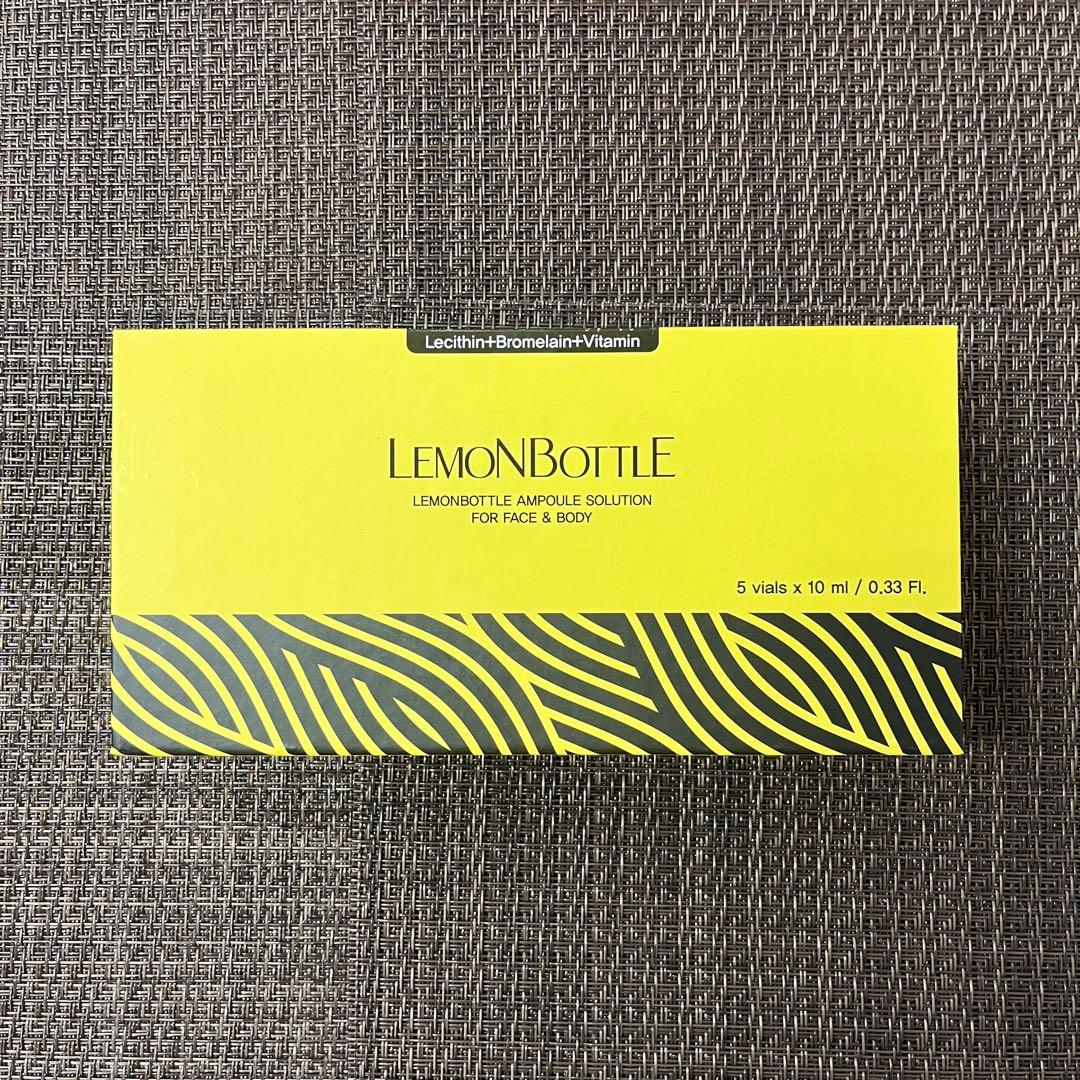 Lecithin+Bromelain+Vitamin
LEMONBOTTLE
LEMONBOTTLE AMPOULE SOLUTION
FOR FACE & BODY
5 vials x 10 ml / 0.33 Fl.